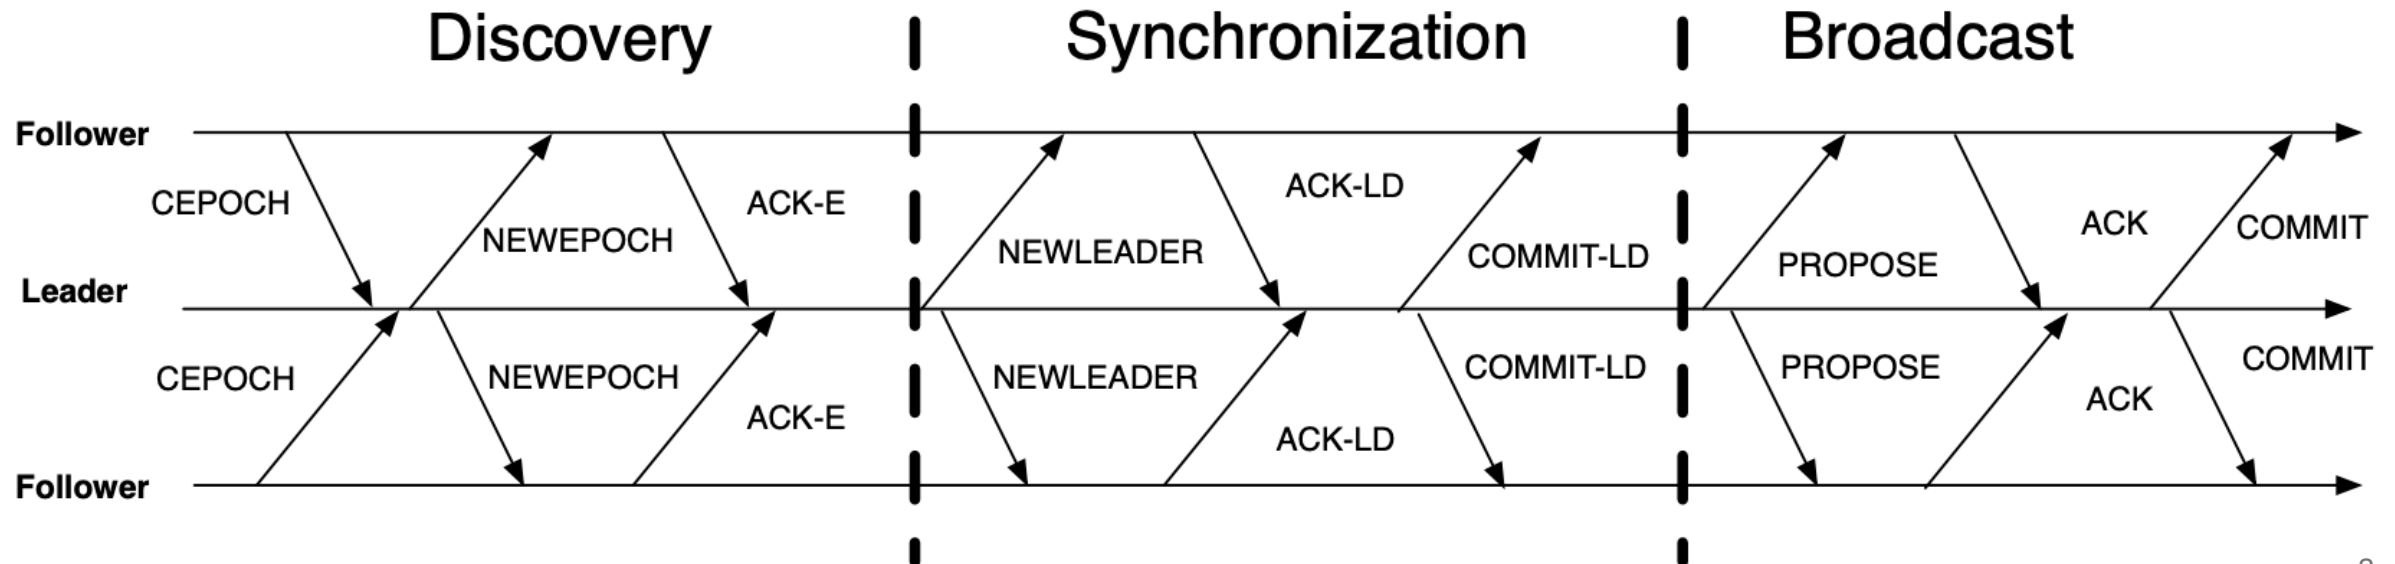 Discovery
Synchronization
Broadcast
Follower
CEPOCH
NEWEPOCH
ACK-E
NEWLEADER
ACK-LD
COMMIT-LD
PROPOSE
ACK
COMMIT
Leader
CEPOCH
NEWEPOCH
ACK-E
NEWLEADER
ACK-LD
COMMIT-LD
PROPOSE
ACK
COMMIT
Follower